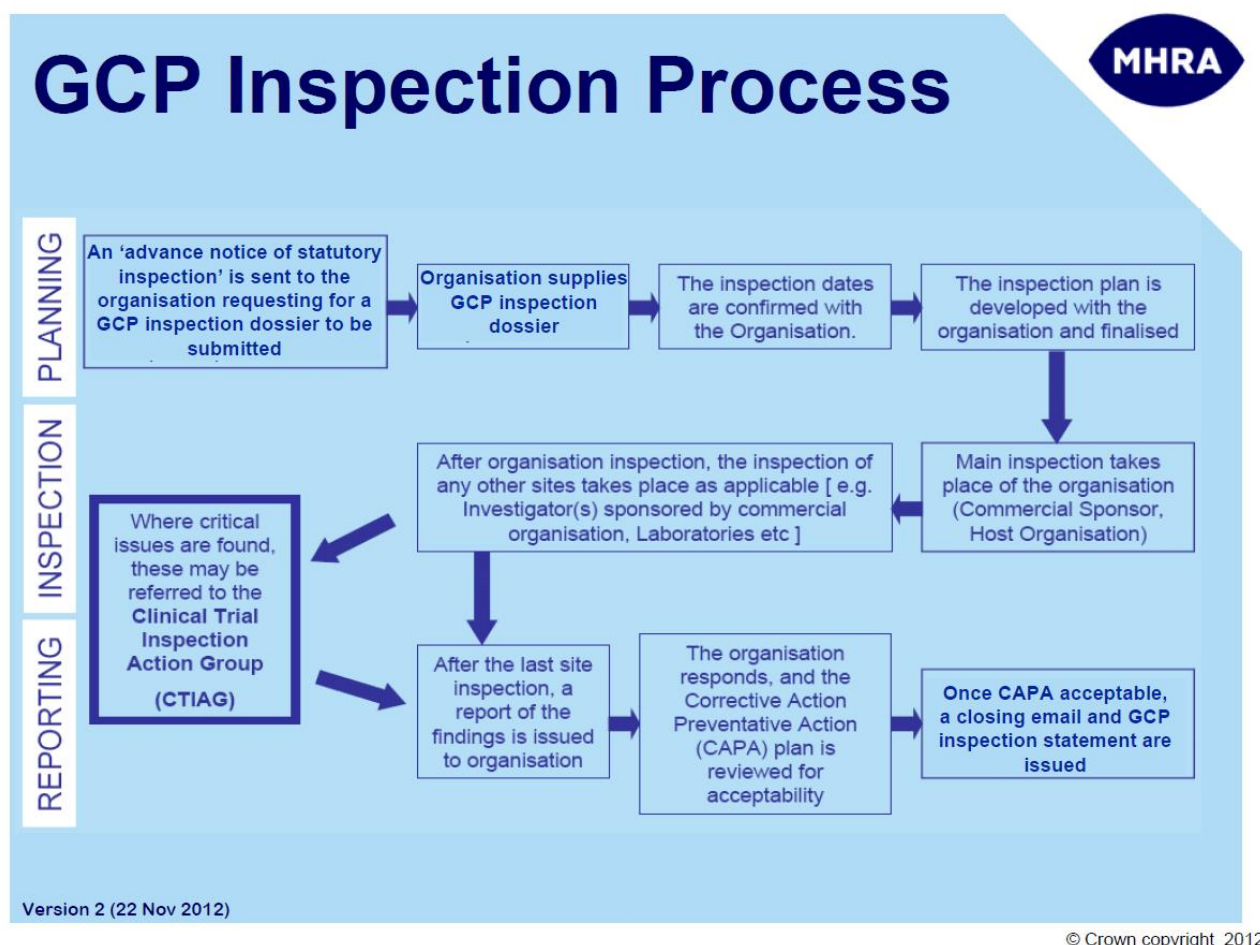 GCP Inspection Process
MHRA
PLANNING
An ‘advance notice of statutory
inspection’ is sent to the
organisation requesting for a
GCP inspection dossier to be
submitted
Organisation supplies
GCP inspection
dossier
The inspection dates
are confirmed with
the Organisation.
The inspection plan is
developed with the
organisation and finalised
INSPECTION
Main inspection takes
place of the organisation
(Commercial Sponsor,
Host Organisation)
After organisation inspection, the inspection of
any other sites takes place as applicable [ e.g.
Investigator(s) sponsored by commercial
organisation, Laboratories etc ]
Where critical
issues are found,
these may be
referred to the
Clinical Trial
Inspection
Action Group
(CTIAG)
REPORTING
After the last site
inspection, a
report of the
findings is issued
to organisation
The organisation
responds, and the
Corrective Action
Preventative Action
(CAPA) plan is
reviewed for
acceptability
Once CAPA acceptable,
a closing email and GCP
inspection statement are
issued
Version 2 (22 Nov 2012)
© Crown copyright 2012